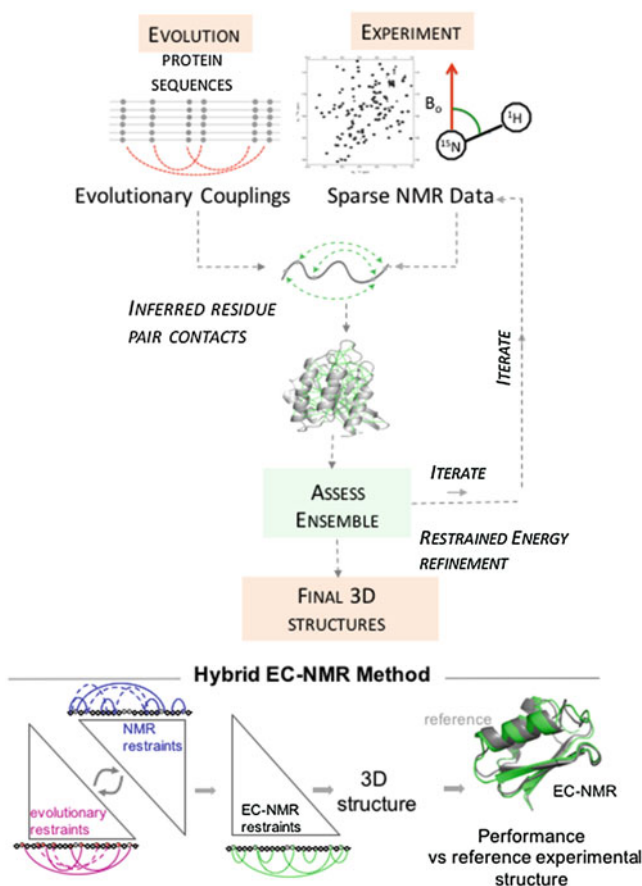 EVOLUTION
PROTEIN
SEQUENCES
EXPERIMENT
B₀
¹H
¹⁵N
Evolutionary Couplings
Sparse NMR Data
INFERRED RESIDUE
PAIR CONTACTS
ITERATE
ITERATE
ASSESS
ENSEMBLE
RESTRAINED ENERGY
REFINEMENT
FINAL 3D
STRUCTURES
Hybrid EC-NMR Method
NMR
restraints
evolutionary
restraints
EC-NMR
restraints
3D
structure
reference
EC-NMR
Performance
vs reference experimental
structure